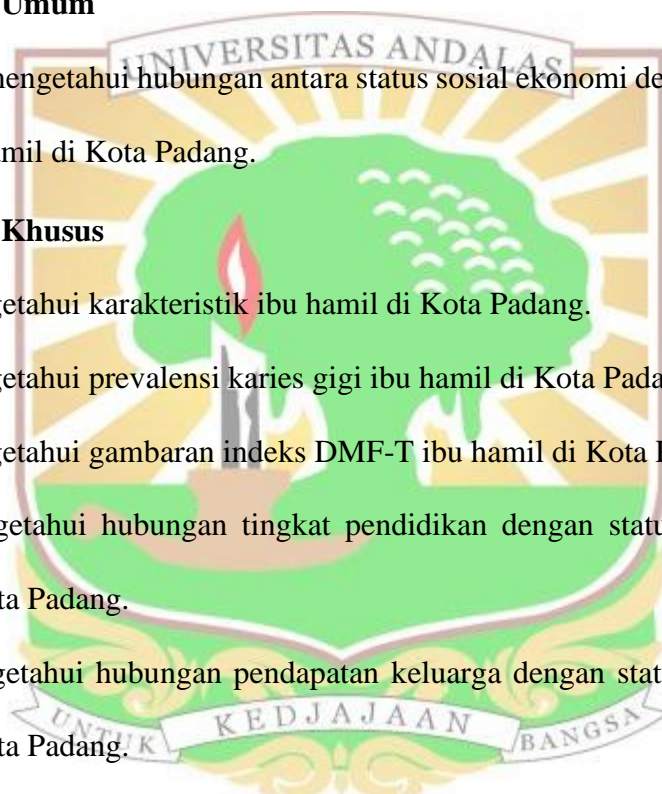 Umum
UNIVERSITAS ANDALAS
mengetahui hubungan antara status sosial ekonomi de
amil di Kota Padang.
Khusus
getahui karakteristik ibu hamil di Kota Padang.
getahui prevalensi karies gigi ibu hamil di Kota Pada
getahui gambaran indeks DMF-T ibu hamil di Kota
getahui hubungan tingkat pendidikan dengan statu
ta Padang.
getahui hubungan pendapatan keluarga dengan stat
UNTUK KEDJAJAAN BANGSA
ta Padang.